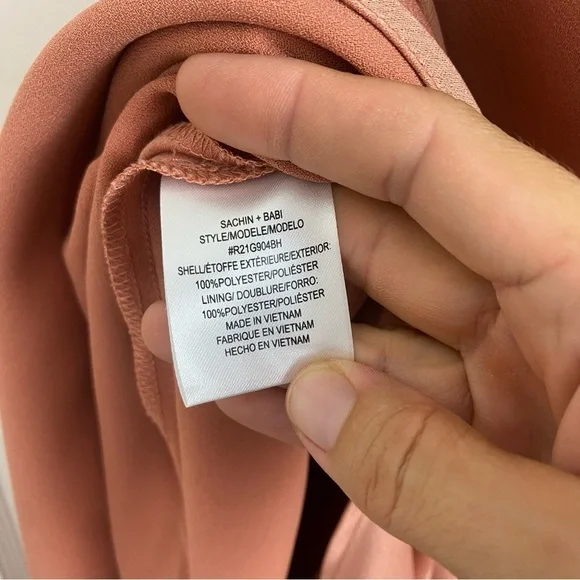 SACHIN + BABI
STYLE/MODELE/MODELO
#R21G904BH
SHELL/ÉTOFFE EXTÉRIEURE/EXTERIOR:
100%POLYESTER/POLIÉSTER
LINING/ DOUBLURE/FORRO:
100%POLYESTER/POLIÉSTER
MADE IN VIETNAM
FABRIQUE EN VIETNAM
HECHO EN VIETNAM